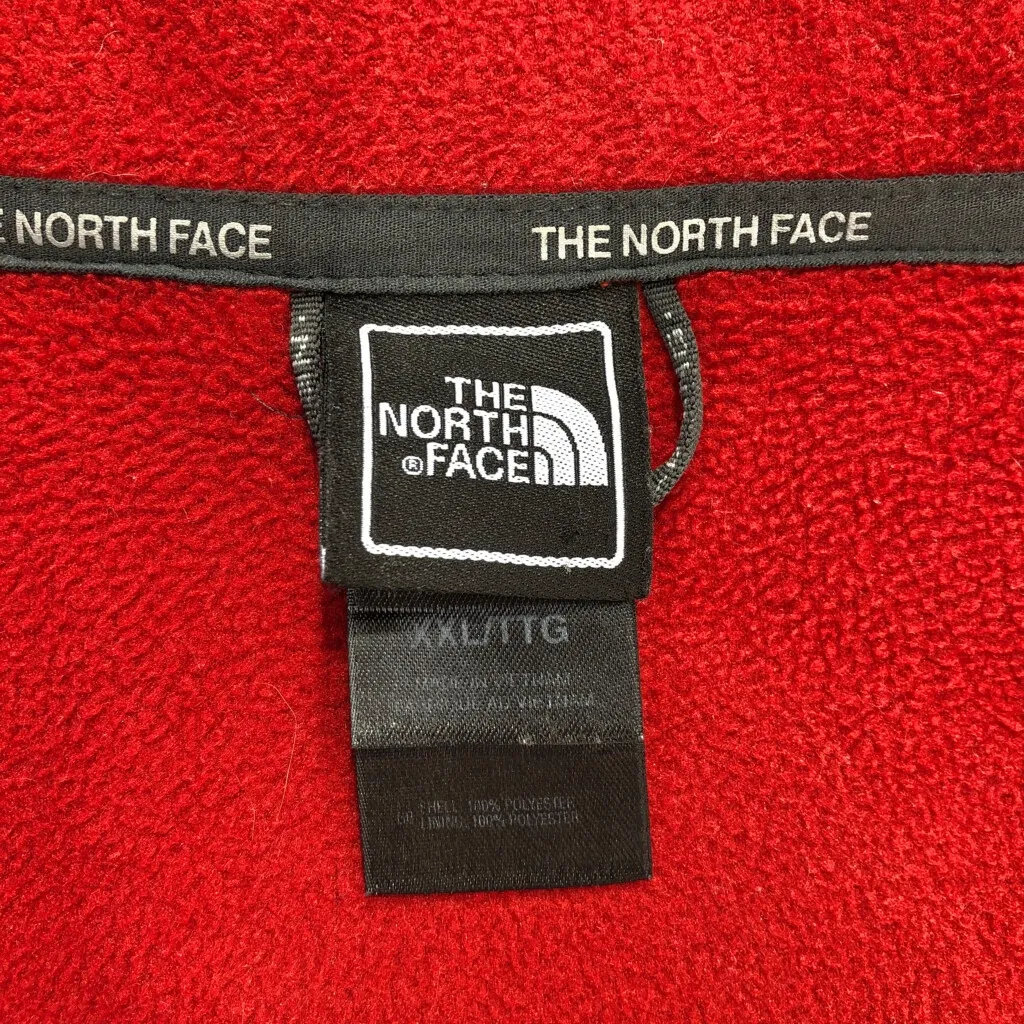 E NORTH FACE THE NORTH FACE
THE
NORTH
®FACE
XXL/TTG
MADE IN VIETNAM
FABRIQUÉ AU VIETNAM
SHELL: 100% POLYESTER
LINING: 100% POLYESTER